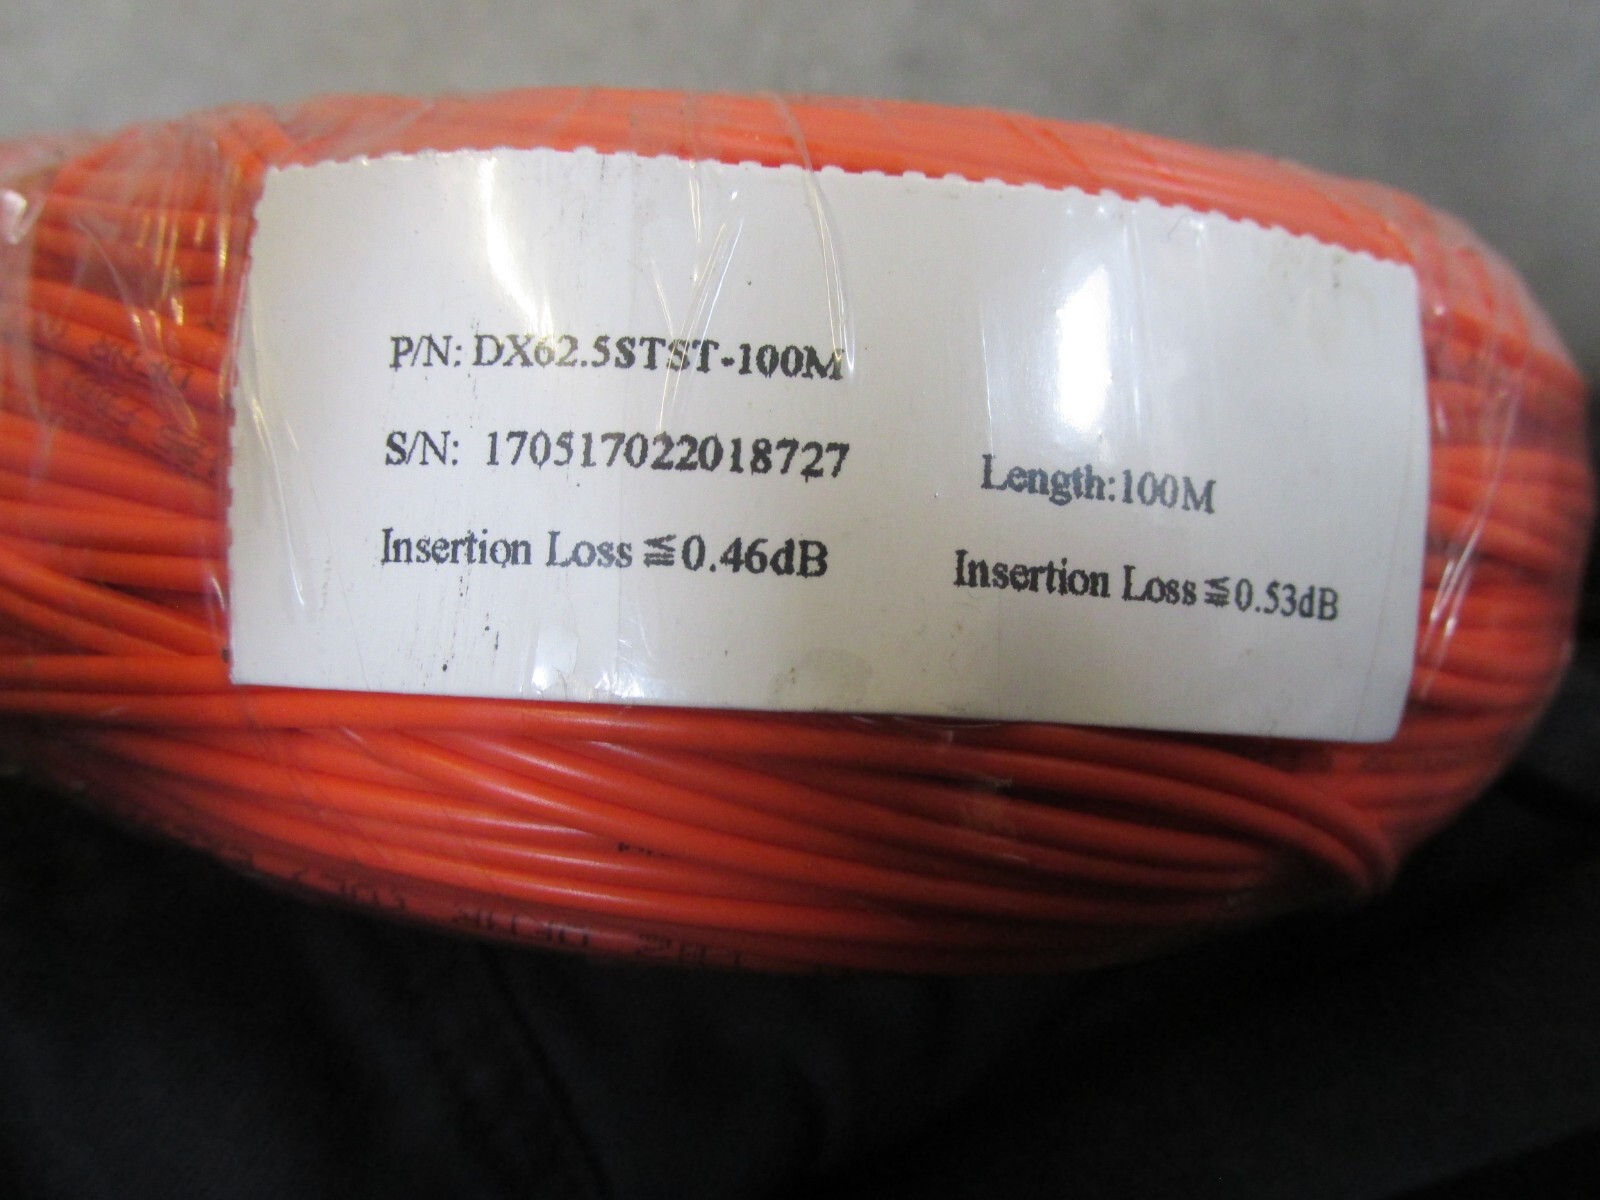 P/N: DX62.5STST-100M
S/N: 170517022018727
Length:100M
Insertion Loss ≦0.46dB
Insertion Loss ≦0.53dB